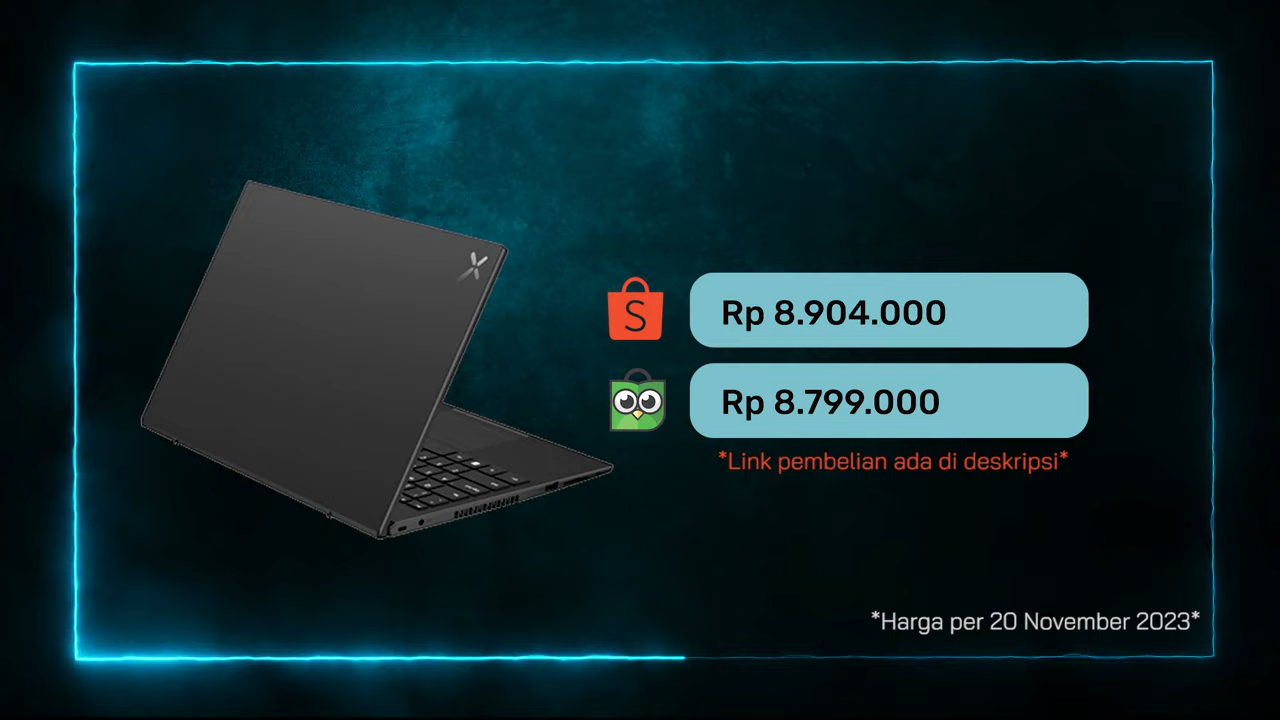 S
Rp 8.904.000
Rp 8.799.000
*Link pembelian ada di deskripsi*
*Harga per 20 November 2023*